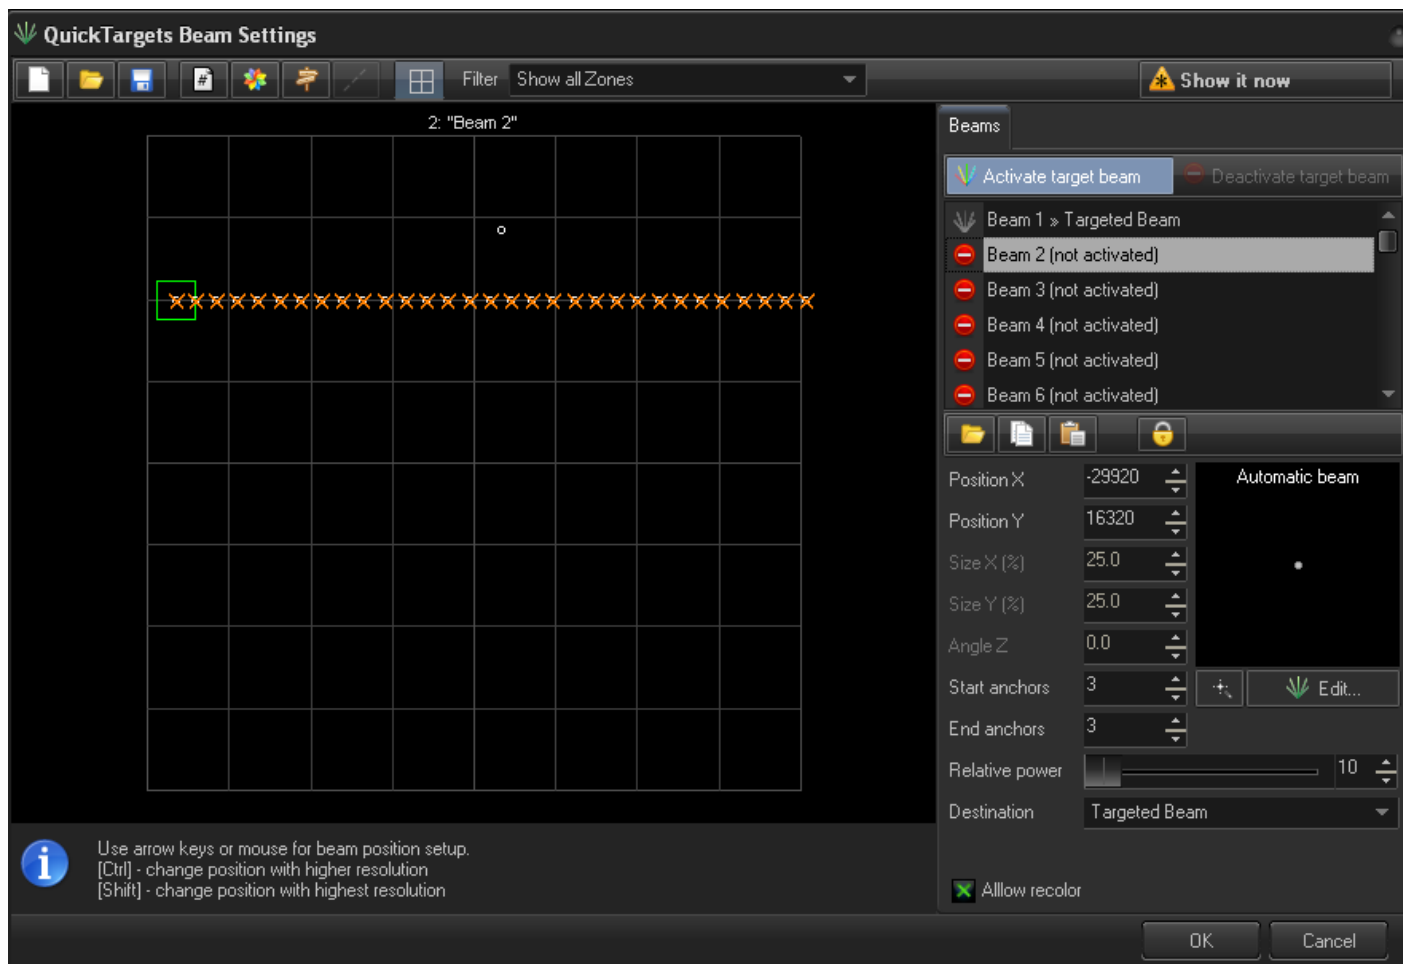 QuickTargets Beam Settings
# Filter Show all Zones Show it now
2: "Beam 2"
Beams
Activate target beam Deactivate target beam
Beam 1 » Targeted Beam
Beam 2 (not activated)
Beam 3 (not activated)
Beam 4 (not activated)
Beam 5 (not activated)
Beam 6 (not activated)
Position X -29920
Automatic beam
Position Y 16320
Size X (%) 25.0
Size Y (%) 25.0
Angle Z 0.0
Start anchors 3
Edit...
End anchors 3
Relative power 10
Destination Targeted Beam
Alllow recolor
Use arrow keys or mouse for beam position setup.
[Ctrl] - change position with higher resolution
[Shift] - change position with highest resolution
OK Cancel